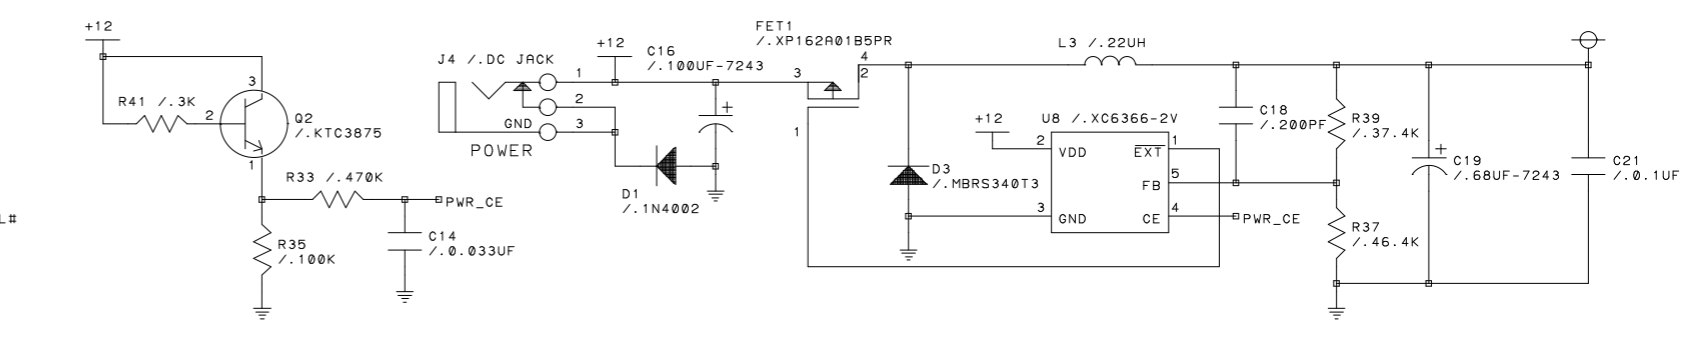 +12
3
R41 /.3K
2
Q2
/.KTC3875
1
R33 /.470K
PWR_CE
R35
/.100K
C14
/.0.033UF
L#
J4 /.DC JACK
1
2
GND
3
POWER
+12
C16
/.100UF-7243
+
D1
/.1N4002
FET1
/.XP162A01B5PR
3
4
2
1
D3
/.MBRS340T3
L3 /.22UH
+12
U8 /.XC6366-2V
2
VDD
EXT
1
FB
5
3
GND
CE
4
PWR_CE
C18
/.200PF
R39
/.37.4K
R37
/.46.4K
+
C19
/.68UF-7243
C21
/.0.1UF